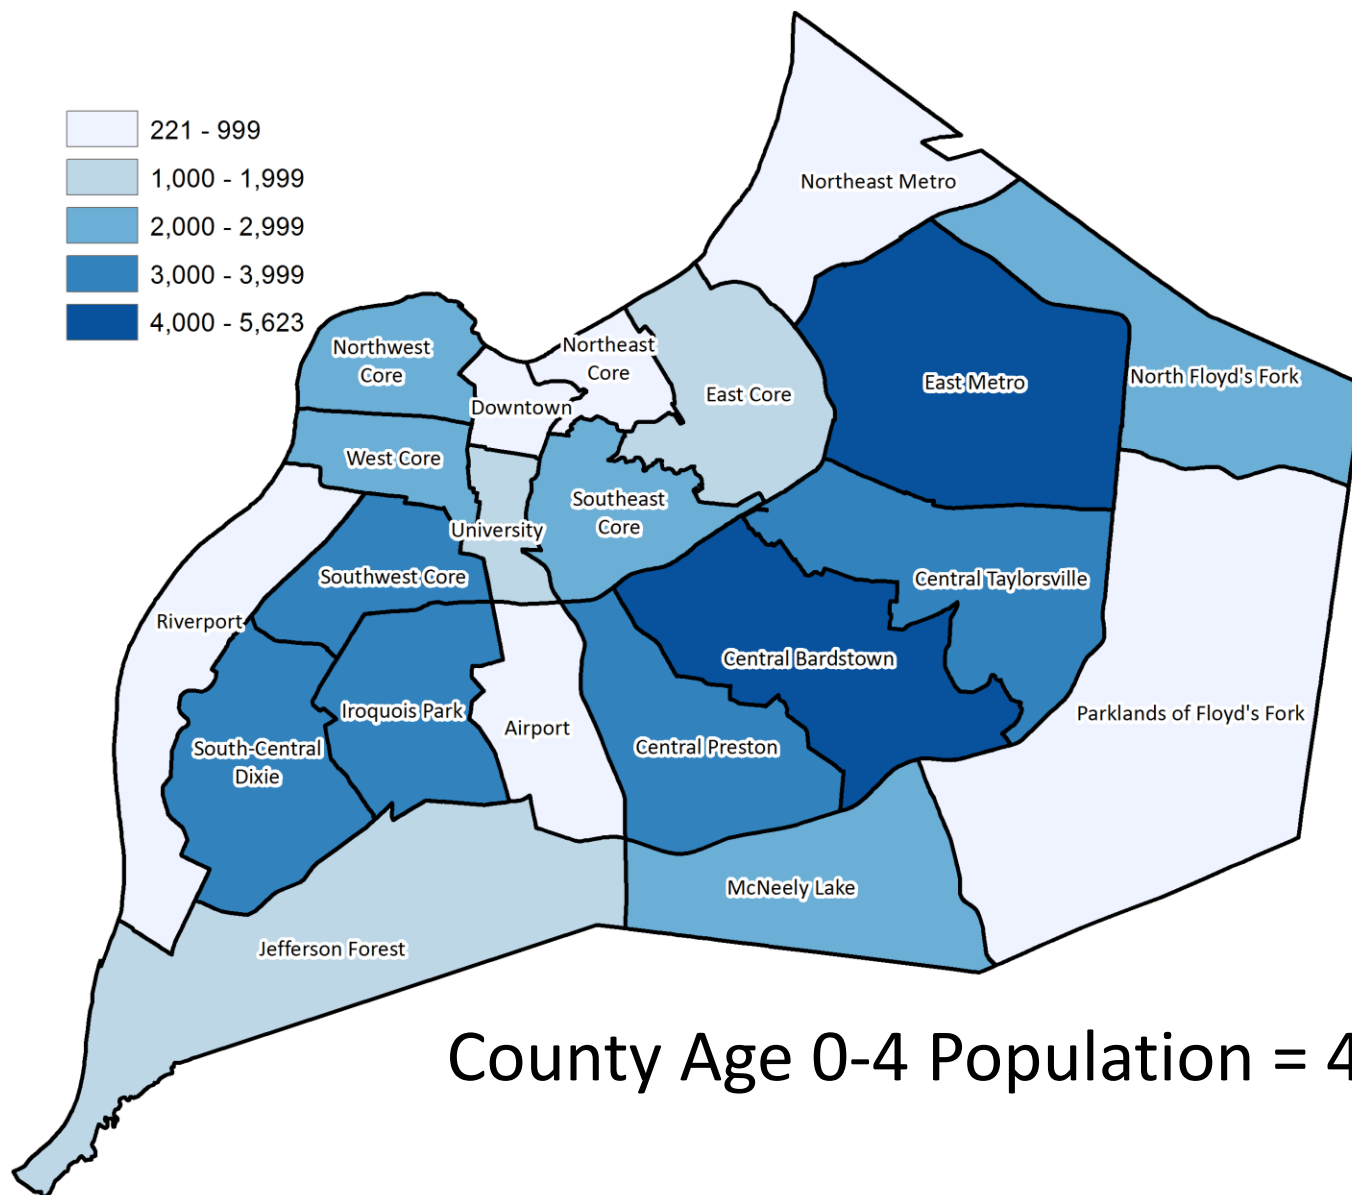 221 - 999
1,000 - 1,999
2,000 - 2,999
3,000 - 3,999
4,000 - 5,623
Northeast Metro
Northwest
Core
Northeast
Core
Downtown
East Core
East Metro
North Floyd's Fork
West Core
Southeast
Core
University
Southwest Core
Central Taylorsville
Riverport
Central Bardstown
Iroquois Park
Airport
Parklands of Floyd's Fork
South-Central
Dixie
Central Preston
McNeely Lake
Jefferson Forest
County Age 0-4 Population = 4